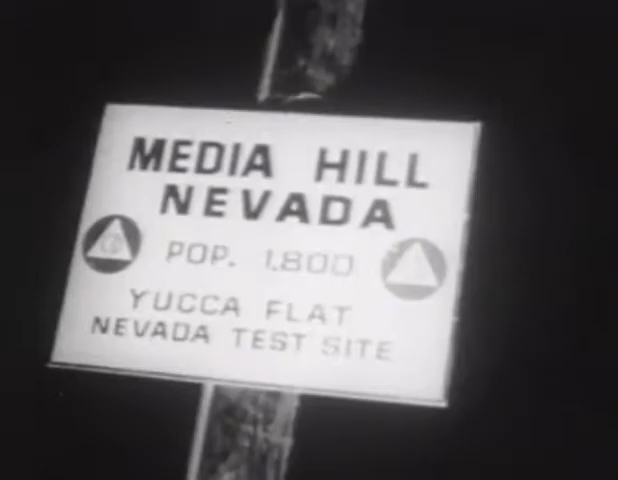 MEDIA HILL
NEVADA
POP. 1,800
YUCCA FLAT
NEVADA TEST SITE